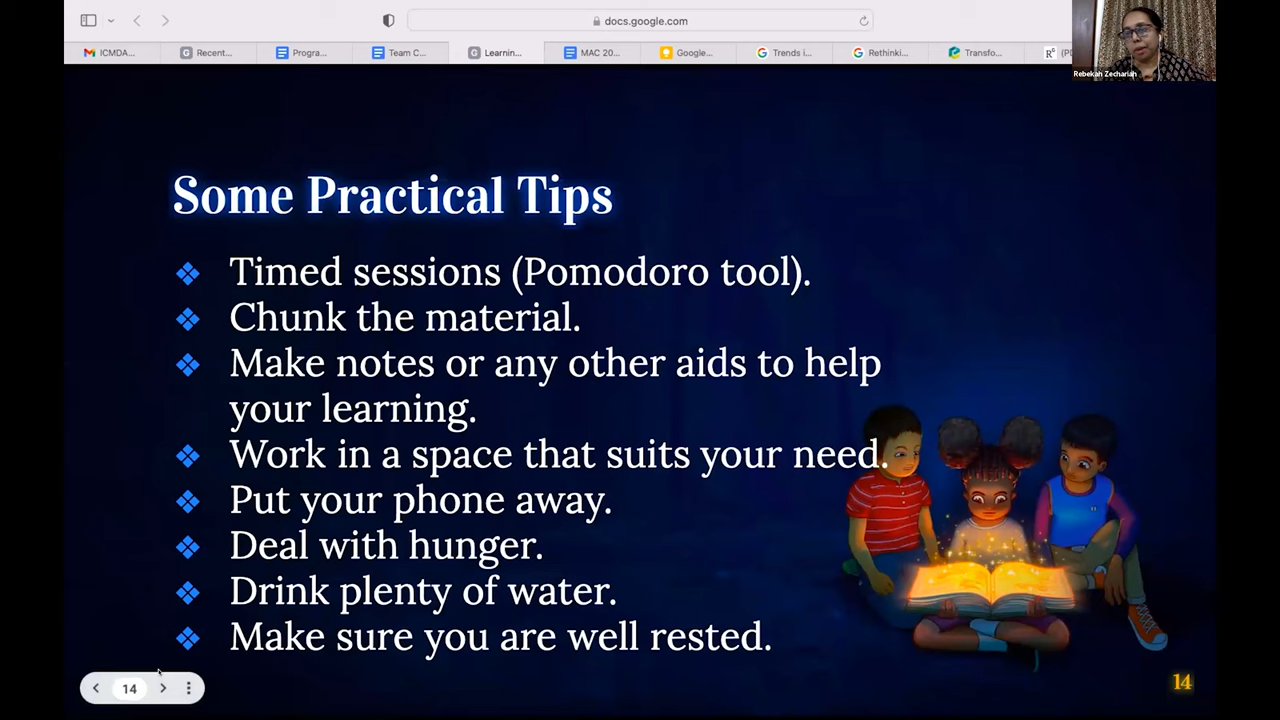 docs.google.com
ICMDA...
Recent...
Progra...
Team C...
Learnin...
MAC 20...
Google...
Trends i...
Rethinki...
Transfo...
Rebekah Zechariah
Some Practical Tips
Timed sessions (Pomodoro tool).
Chunk the material.
Make notes or any other aids to help
your learning.
Work in a space that suits your need.
Put your phone away.
Deal with hunger.
Drink plenty of water.
Make sure you are well rested.
14
14